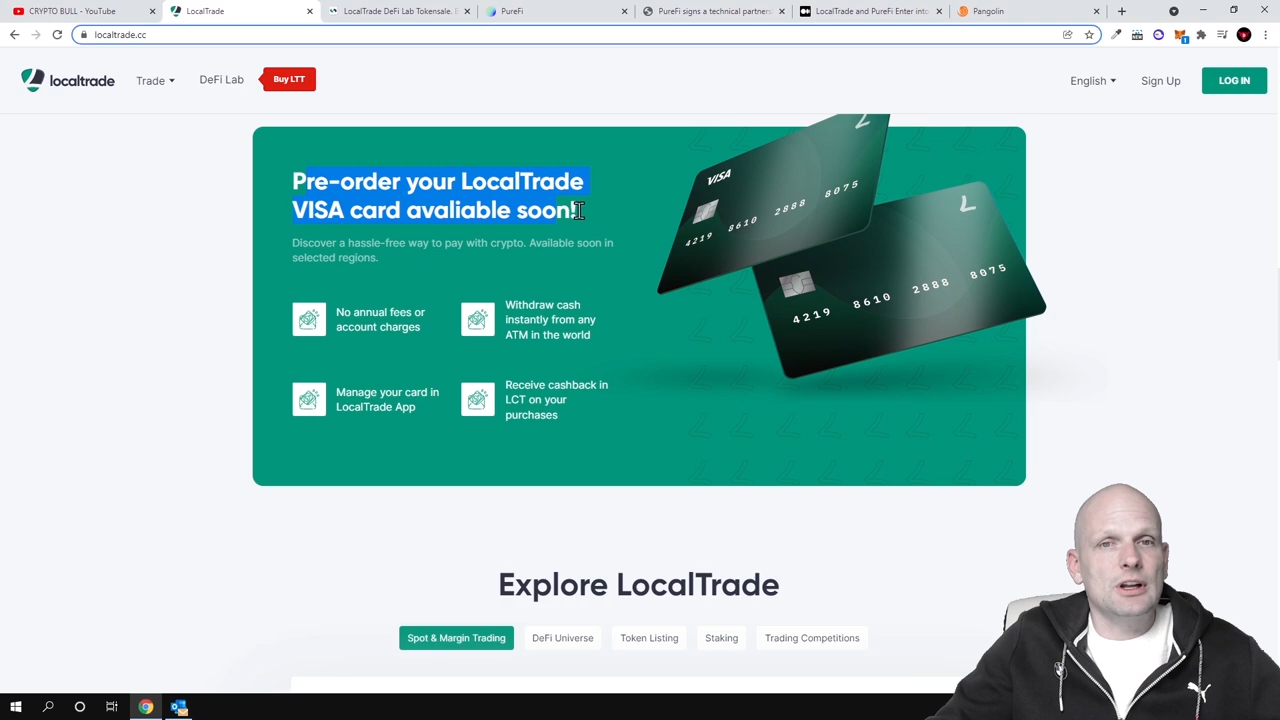 CRYPTO BULL - YouTube
LocalTrade
LocalTrade DeFi Lab Tokensale.
PureFi
PureFi signs a technical partners
LocalTrade and PureFi Enter into
Pangolin
localtrade.cc
1
localtrade
Trade
DeFi Lab
Buy LTT
English
Sign Up
LOG IN
Pre-order your LocalTrade
VISA card avaliable soon!
Discover a hassle-free way to pay with crypto. Available soon in
selected regions.
No annual fees or
account charges
Withdraw cash
instantly from any
ATM in the world
Manage your card in
LocalTrade App
Receive cashback in
LCT on your
purchases
VISA
4219 8610 2888 8075
4219 8610 2888 8075
Explore LocalTrade
Spot & Margin Trading
DeFi Universe
Token Listing
Staking
Trading Competitions
PUMA